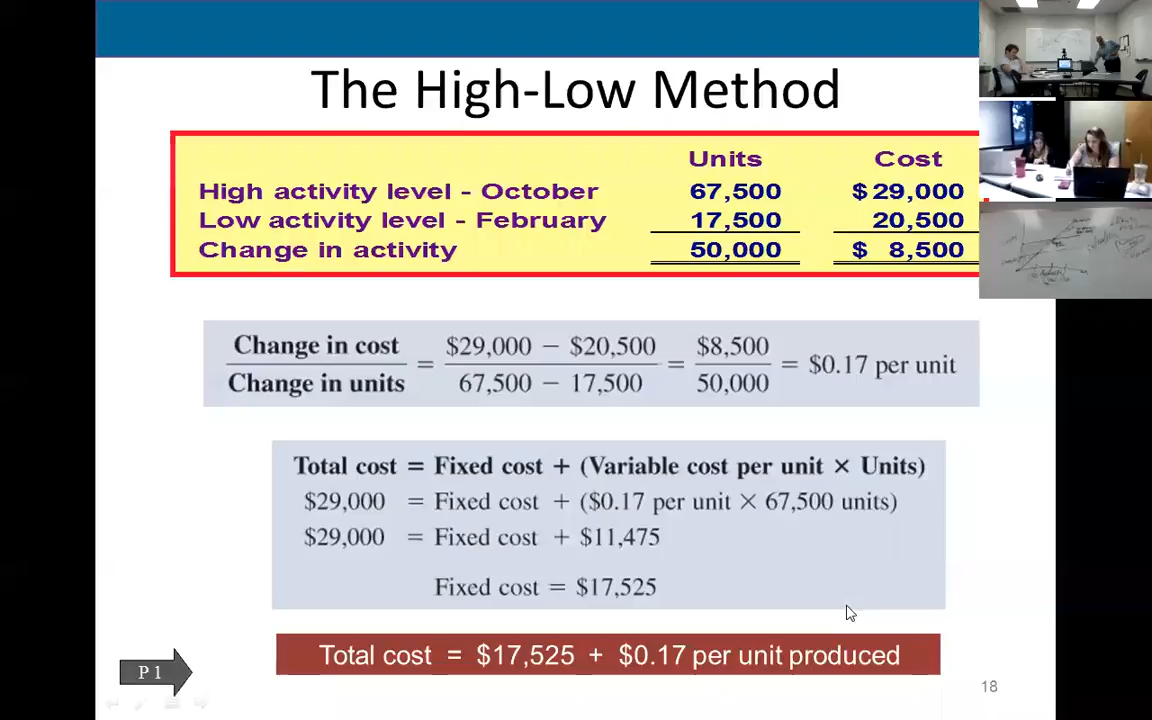 The High-Low Method
Units Cost
High activity level - October 67,500 $29,000
Low activity level - February 17,500 20,500
Change in activity 50,000 $ 8,500
Change in cost / Change in units = $29,000 − $20,500 / 67,500 − 17,500 = $8,500 / 50,000 = $0.17 per unit
Total cost = Fixed cost + (Variable cost per unit × Units)
$29,000 = Fixed cost + ($0.17 per unit × 67,500 units)
$29,000 = Fixed cost + $11,475
Fixed cost = $17,525
Total cost = $17,525 + $0.17 per unit produced
P 1
18